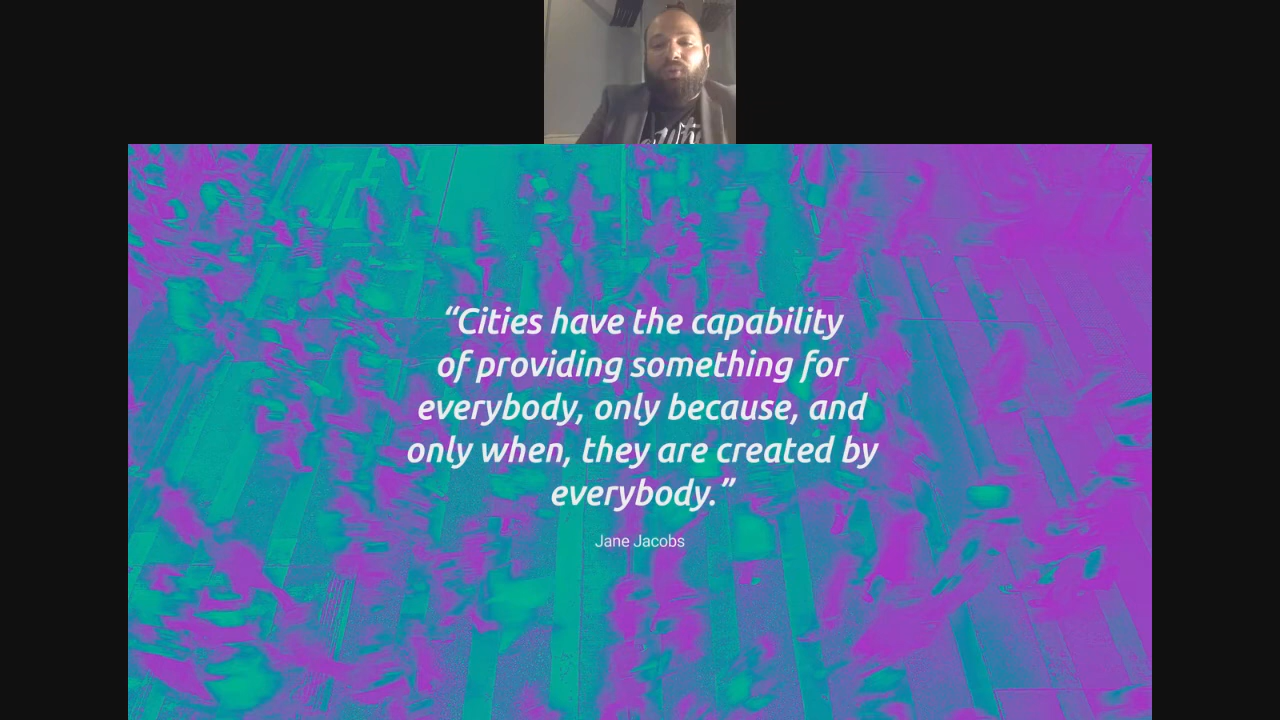 “Cities have the capability
of providing something for
everybody, only because, and
only when, they are created by
everybody.”
Jane Jacobs